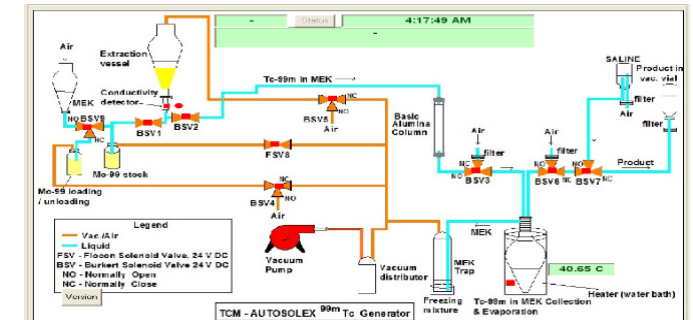 -
Status
4:17:49 AM
-
Air
Extraction
vessel
Conductivity
detector
MEK
NO
BSV9
NC
BSV1
BSV2
Tc-99m in MEK
NC
BSV5
NO
Air
Basic
Alumina
Column
SALINE
Product in
vac. vial
filter
Air
filter
Mo-99 loading
/ unloading
Mo-99 stock
FSV8
NC
BSV4
NO
Air
Air
filter
NC
NO
BSV3
Air
filter
NO
BSV6
NC
NO
BSV7
NC
Product
Legend
Vac/Air
Liquid
FSV - Flocon Solenoid Valve, 24 V DC
BSV - Burkert Solenoid Valve 24 V DC
NO - Normally Open
NC - Normally Close
Version
Vacuum
Pump
Vacuum
distributor
MEK
MEK
Trap
Freezing
mixture
40.65 C
Heater (water bath)
Tc-99m in MEK Collection
& Evaporation
TCM - AUTOSOLEX 99m Tc Generator